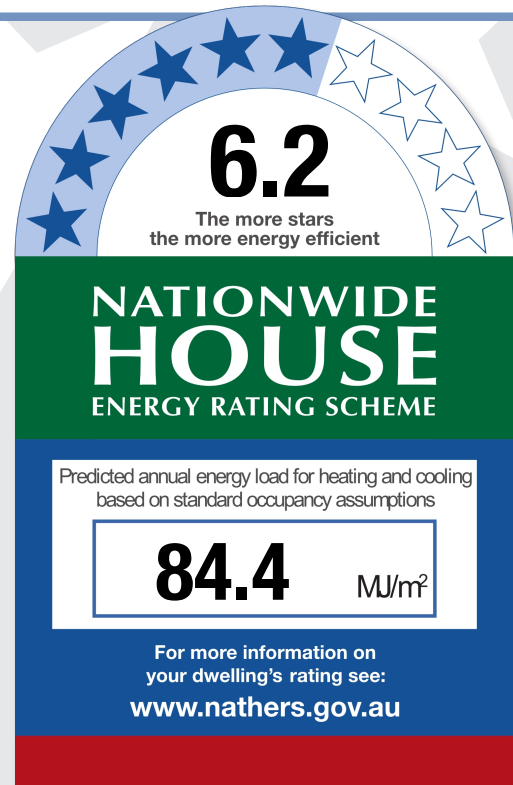 6.2
The more stars
the more energy efficient
NATIONWIDE
HOUSE
ENERGY RATING SCHEME
Predicted annual energy load for heating and cooling
based on standard occupancy assumptions
84.4 MJ/m²
For more information on
your dwelling's rating see:
www.nathers.gov.au